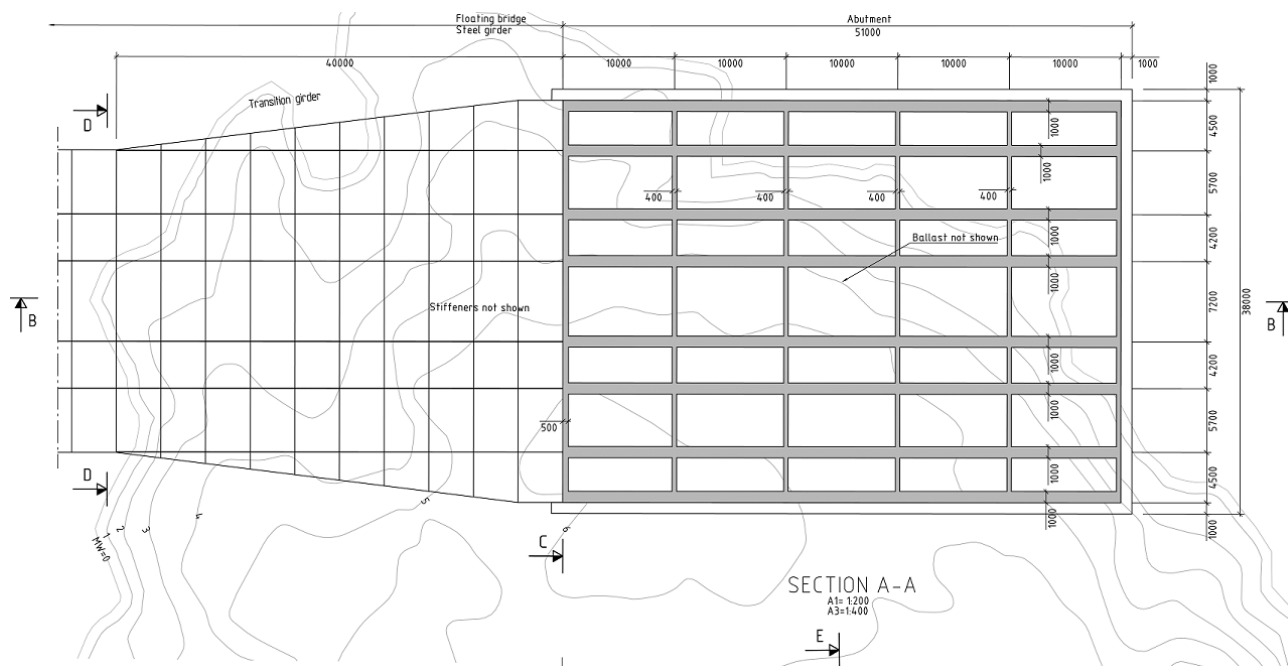 Floating bridge
Steel girder
Abutment
51000
40000
10000
10000
10000
10000
10000
1000
1000
Transition girder
D
4500
1000
1000
5700
400
400
400
400
4200
1000
Ballast not shown
1000
B
Stiffeners not shown
7200
38000
B
1000
4200
1000
5700
500
1000
D
4500
1000
1000
1000
MW=0
1
2
3
4
5
6
C
SECTION A-A
A1= 1:200
A3=1:400
E